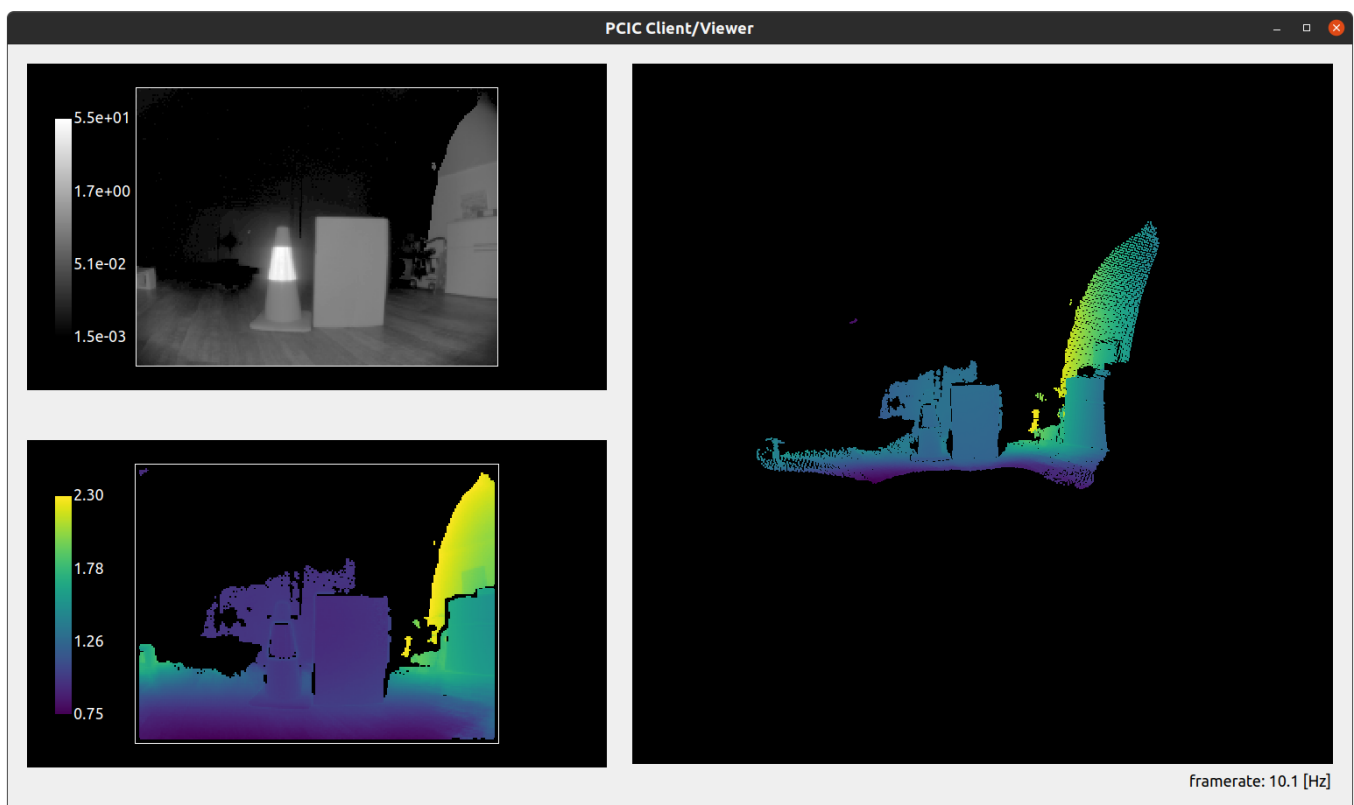 PCIC Client/Viewer
5.5e+01
1.7e+00
5.1e-02
1.5e-03
2.30
1.78
1.26
0.75
framerate: 10.1 [Hz]